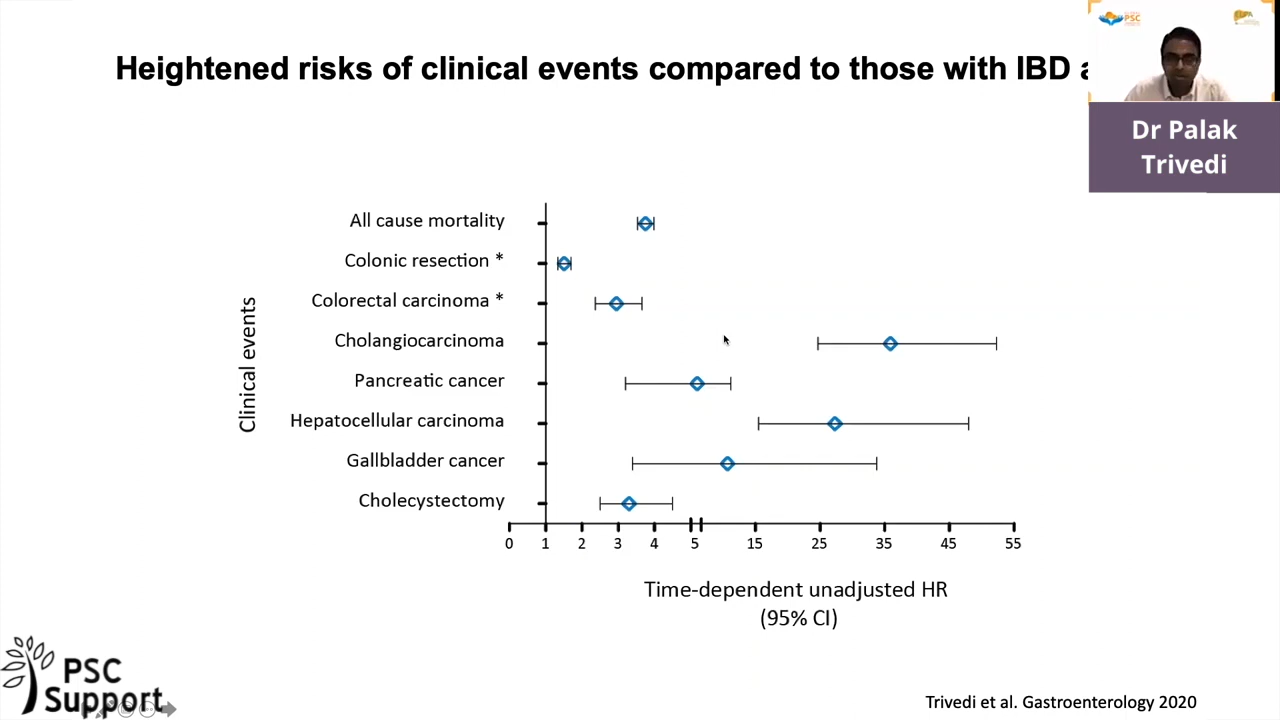 Heightened risks of clinical events compared to those with IBD
PSC
Dr Palak
Trivedi
Clinical events
All cause mortality
Colonic resection *
Colorectal carcinoma *
Cholangiocarcinoma
Pancreatic cancer
Hepatocellular carcinoma
Gallbladder cancer
Cholecystectomy
0 1 2 3 4 5 15 25 35 45 55
Time-dependent unadjusted HR
(95% CI)
PSC
Support
Trivedi et al. Gastroenterology 2020